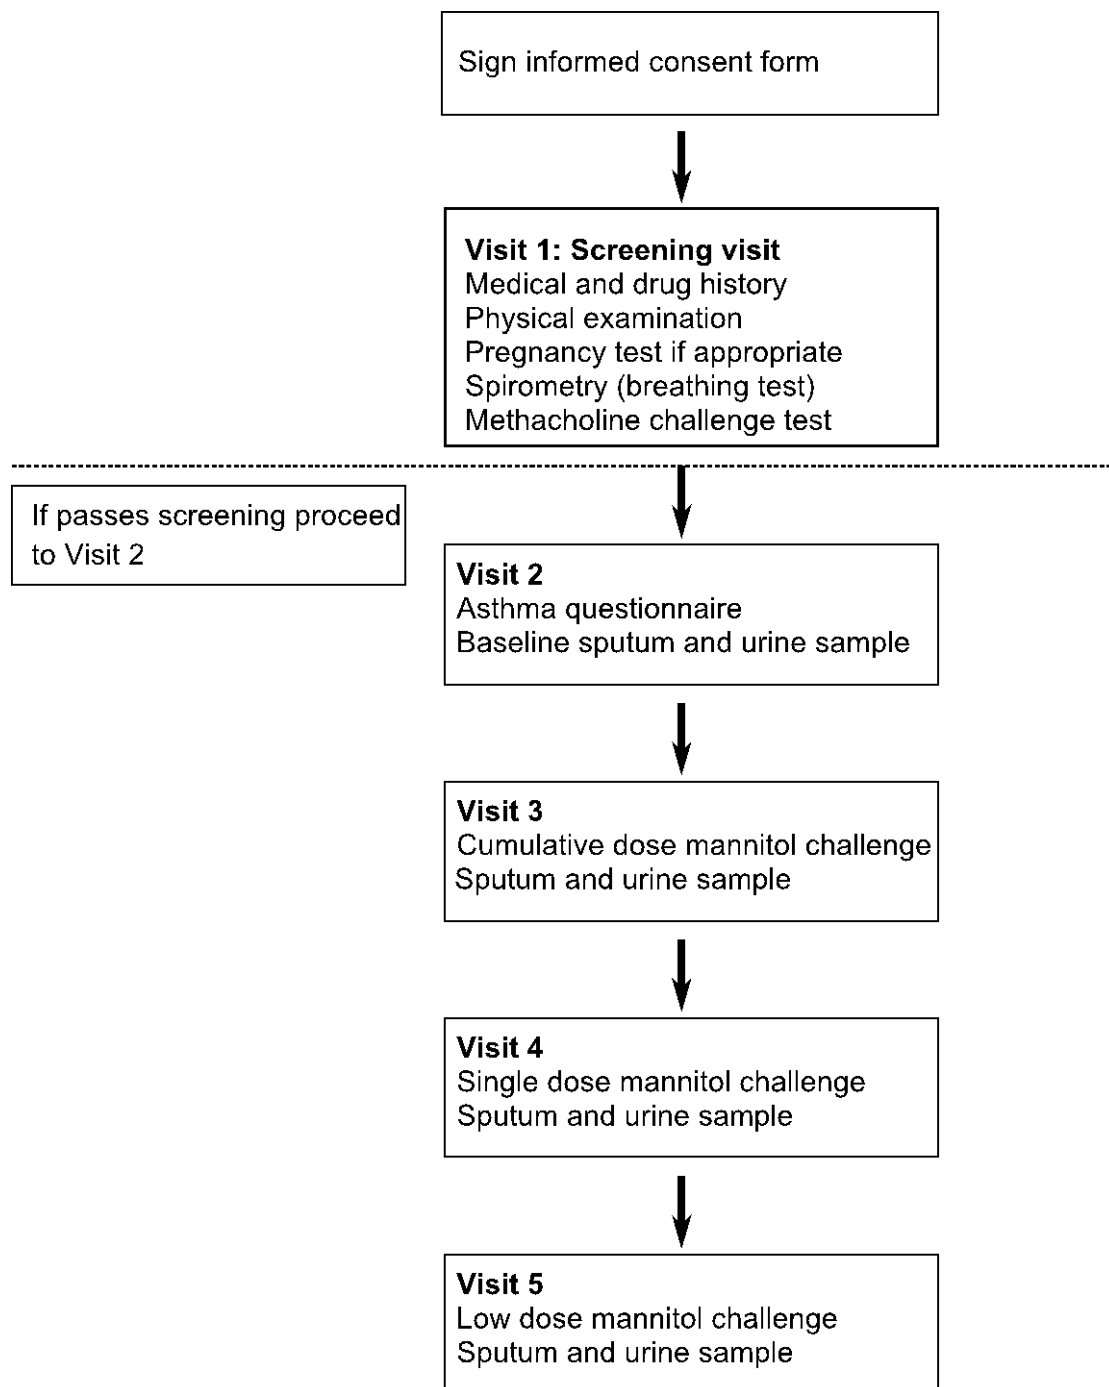 Sign informed consent form
Visit 1: Screening visit
Medical and drug history
Physical examination
Pregnancy test if appropriate
Spirometry (breathing test)
Methacholine challenge test
If passes screening proceed
to Visit 2
Visit 2
Asthma questionnaire
Baseline sputum and urine sample
Visit 3
Cumulative dose mannitol challenge
Sputum and urine sample
Visit 4
Single dose mannitol challenge
Sputum and urine sample
Visit 5
Low dose mannitol challenge
Sputum and urine sample